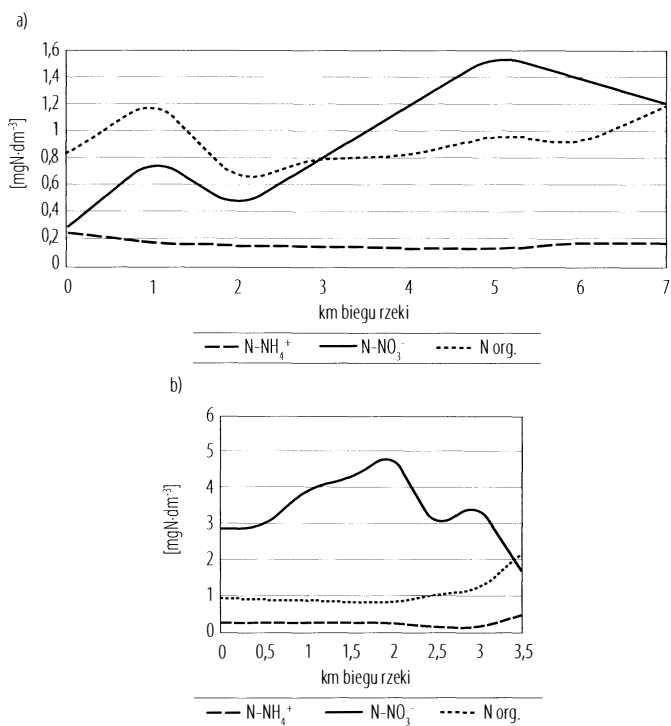 a)
1,6
1,4
1,2
1
0,8
0,6
0,4
0,2
0
[mgN·dm⁻³]
0 1 2 3 4 5 6 7
km biegu rzeki
N-NH₄⁺ N-NO₃⁻ N org.
b)
6
5
4
3
2
1
0
[mgN·dm⁻³]
0 0,5 1 1,5 2 2,5 3 3,5
km biegu rzeki
N-NH₄⁺ N-NO₃⁻ N org.